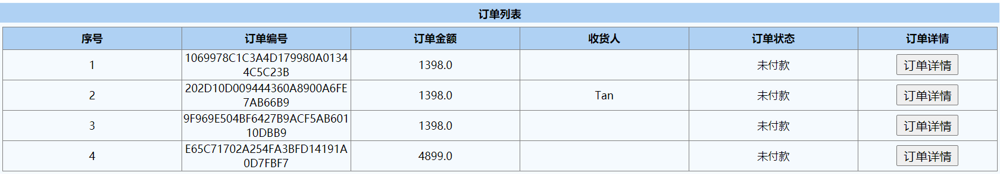 订单列表
序号 订单编号 订单金额 收货人 订单状态 订单详情
1 1069978C1C3A4D179980A0134 1398.0 未付款 订单详情
4C5C23B
2 202D10D009444360A8900A6FE 1398.0 Tan 未付款 订单详情
7AB66B9
3 9F969E504BF6427B9ACF5AB601 1398.0 未付款 订单详情
10DBB9
4 E65C71702A254FA3BFD14191A 4899.0 未付款 订单详情
0D7FBF7